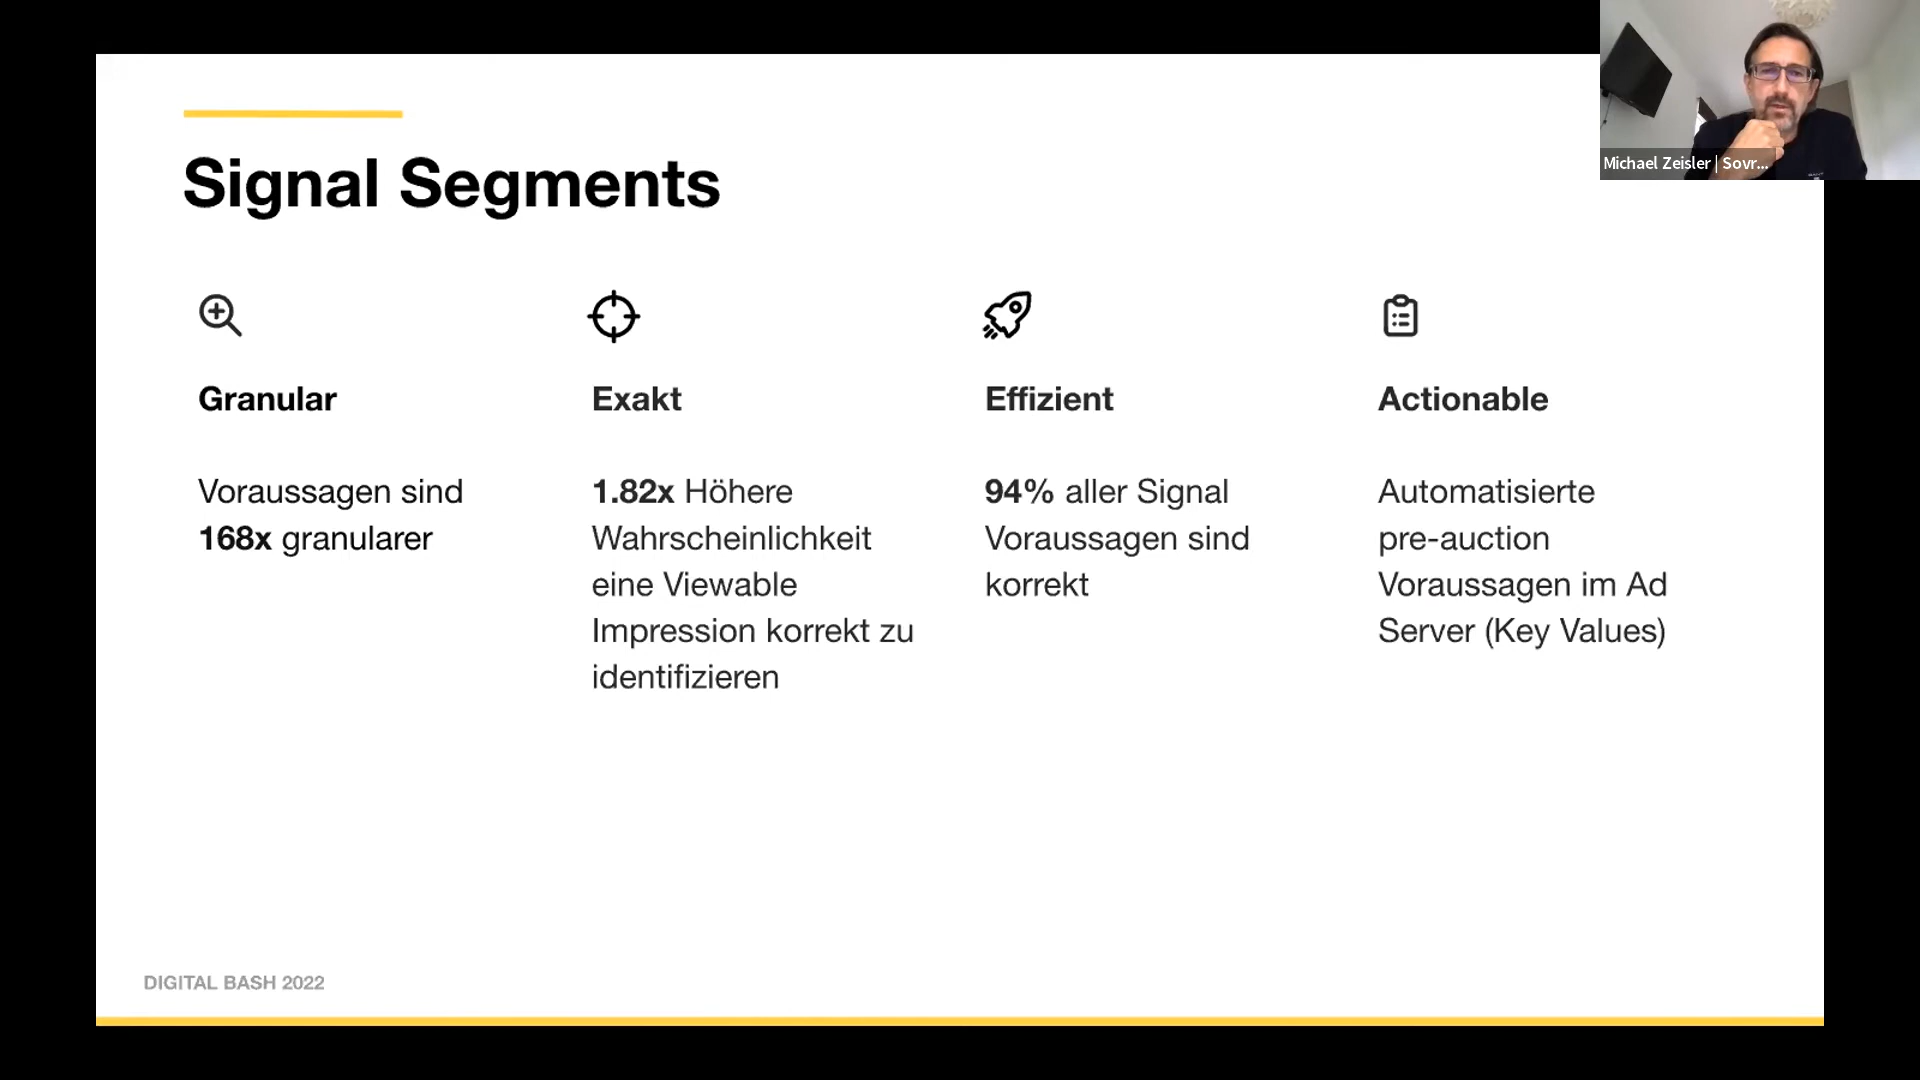 Michael Zeisler | Sovr...
Signal Segments
Granular
Voraussagen sind
168x granularer
Exakt
1.82x Höhere
Wahrscheinlichkeit
eine Viewable
Impression korrekt zu
identifizieren
Effizient
94% aller Signal
Voraussagen sind
korrekt
Actionable
Automatisierte
pre-auction
Voraussagen im Ad
Server (Key Values)
DIGITAL BASH 2022